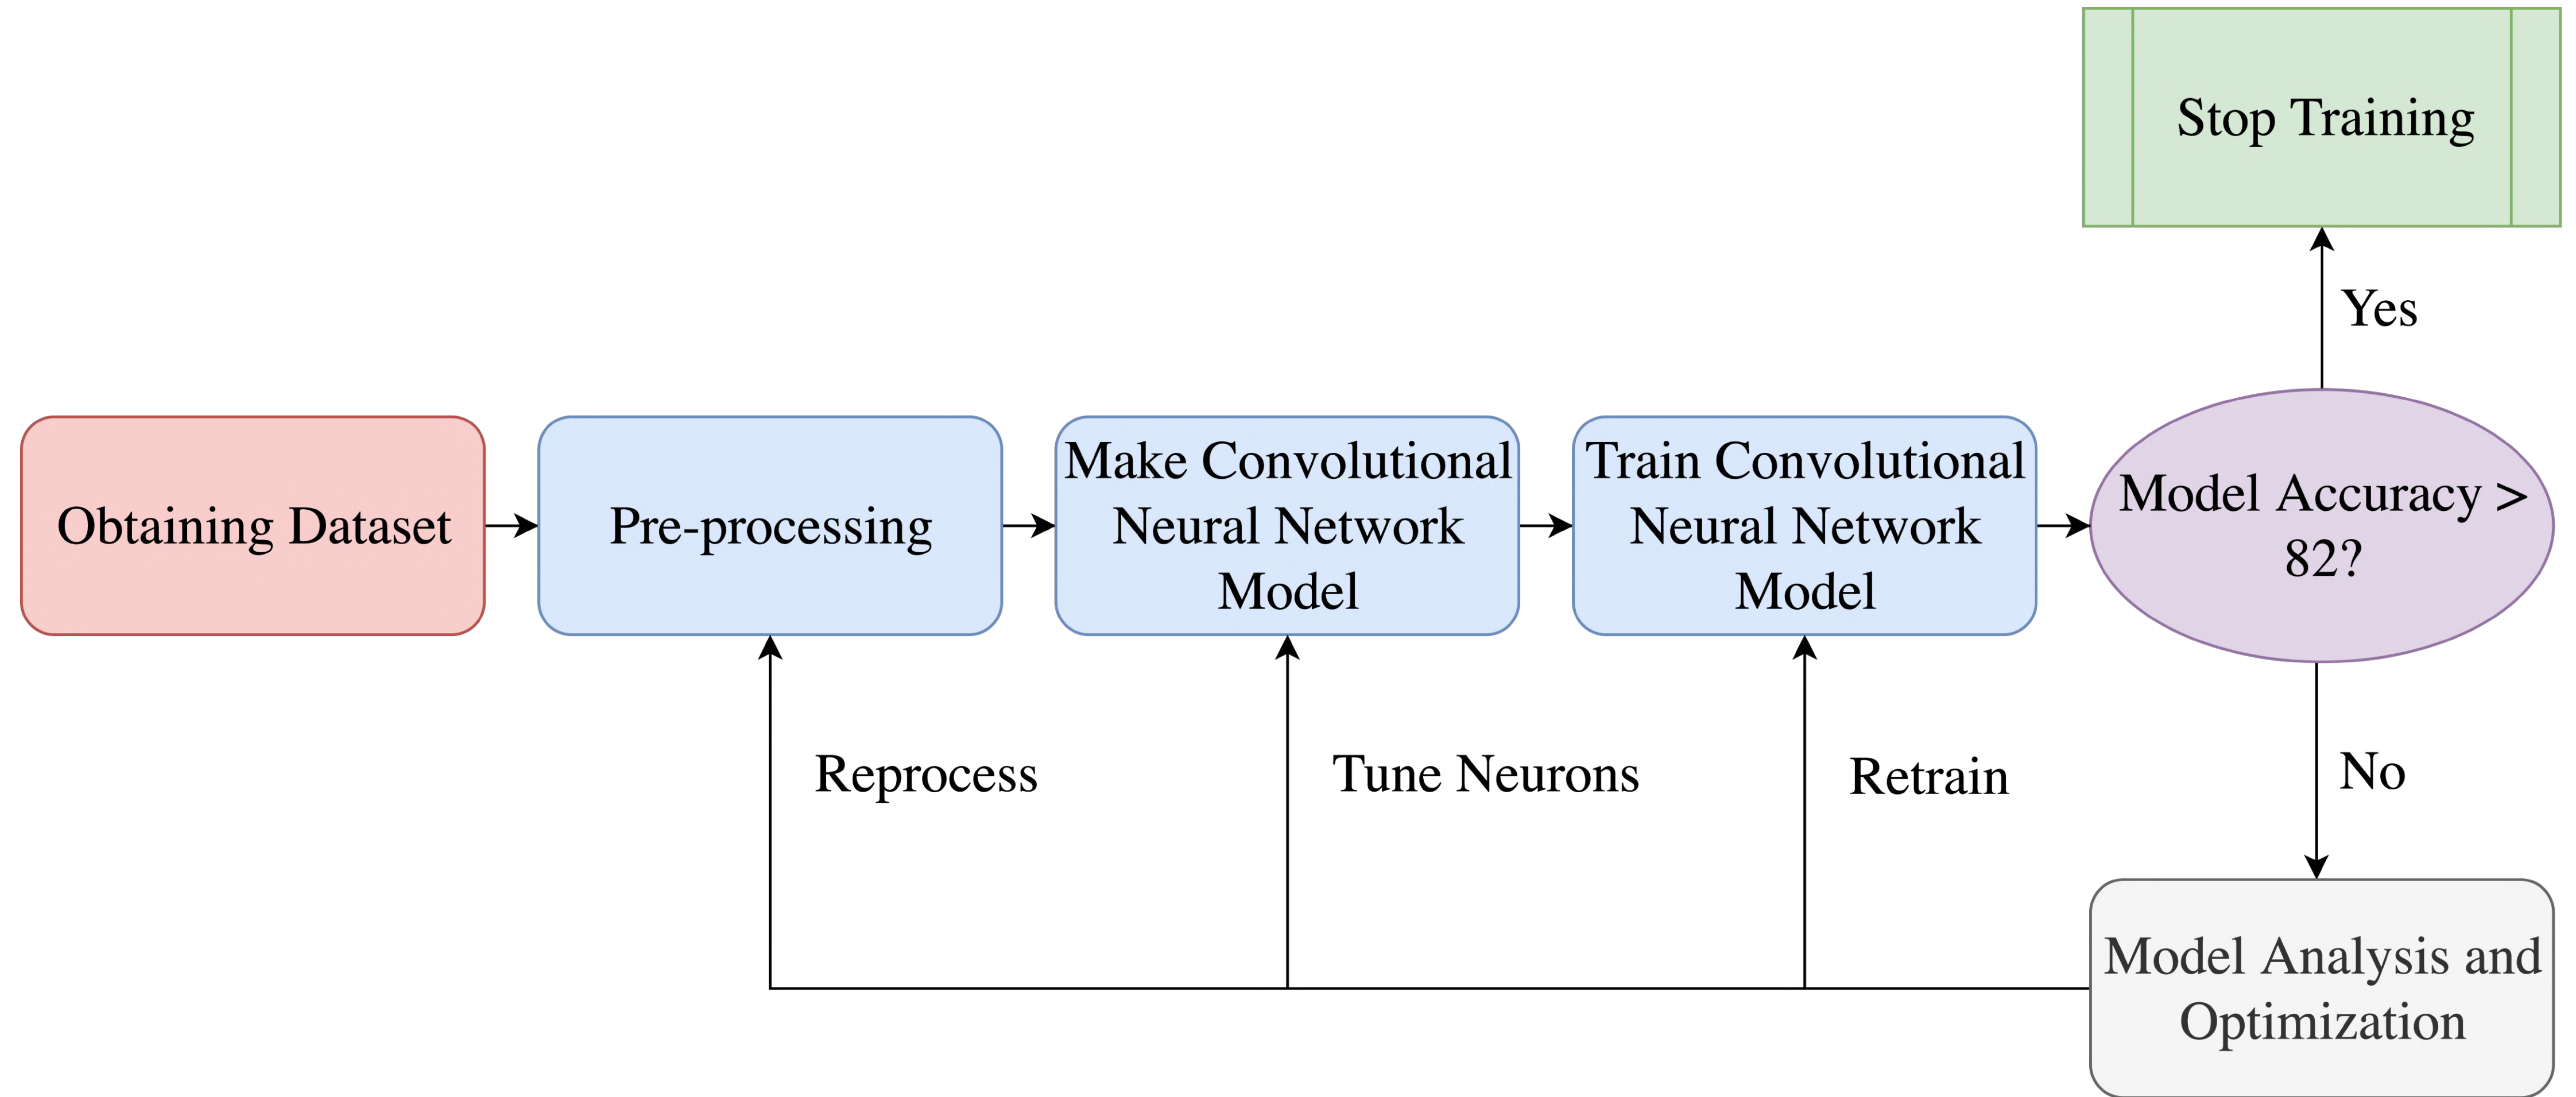 Stop Training
Yes
Obtaining Dataset
Pre-processing
Make Convolutional
Neural Network
Model
Train Convolutional
Neural Network
Model
Model Accuracy >
82?
Reprocess
Tune Neurons
Retrain
No
Model Analysis and
Optimization